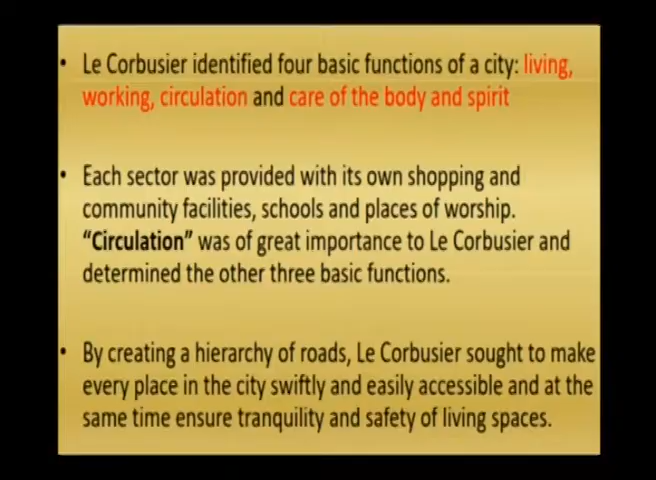 • Le Corbusier identified four basic functions of a city: living,
working, circulation and care of the body and spirit
• Each sector was provided with its own shopping and
community facilities, schools and places of worship.
“Circulation” was of great importance to Le Corbusier and
determined the other three basic functions.
• By creating a hierarchy of roads, Le Corbusier sought to make
every place in the city swiftly and easily accessible and at the
same time ensure tranquility and safety of living spaces.